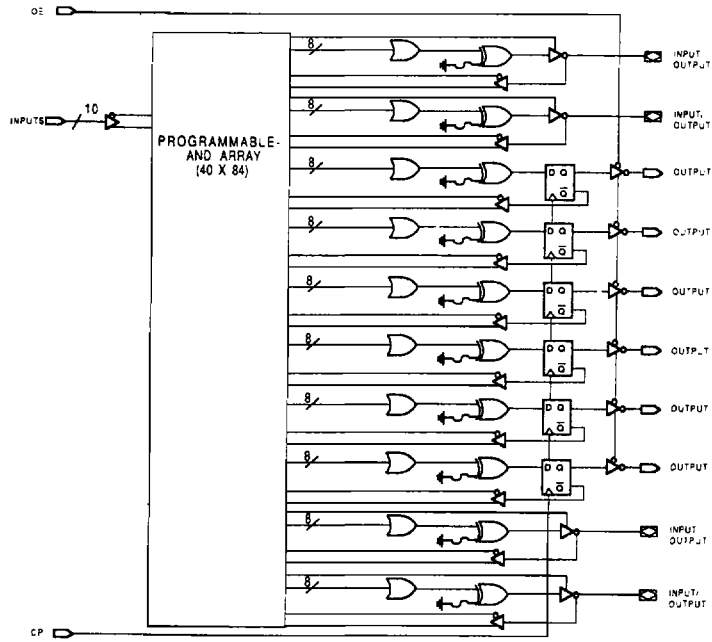 OE
8
INPUT
OUTPUT
8
INPUT,
OUTPUT
INPUTS
10
PROGRAMMABLE-
AND ARRAY
(40 X 84)
8
D Q
Q
OUTPUT
8
D Q
Q
OUTPUT
8
D Q
Q
OUTPUT
8
D Q
Q
OUTPUT
8
D Q
Q
OUTPUT
8
D Q
Q
OUTPUT
8
INPUT
OUTPUT
8
INPUT/
OUTPUT
CP